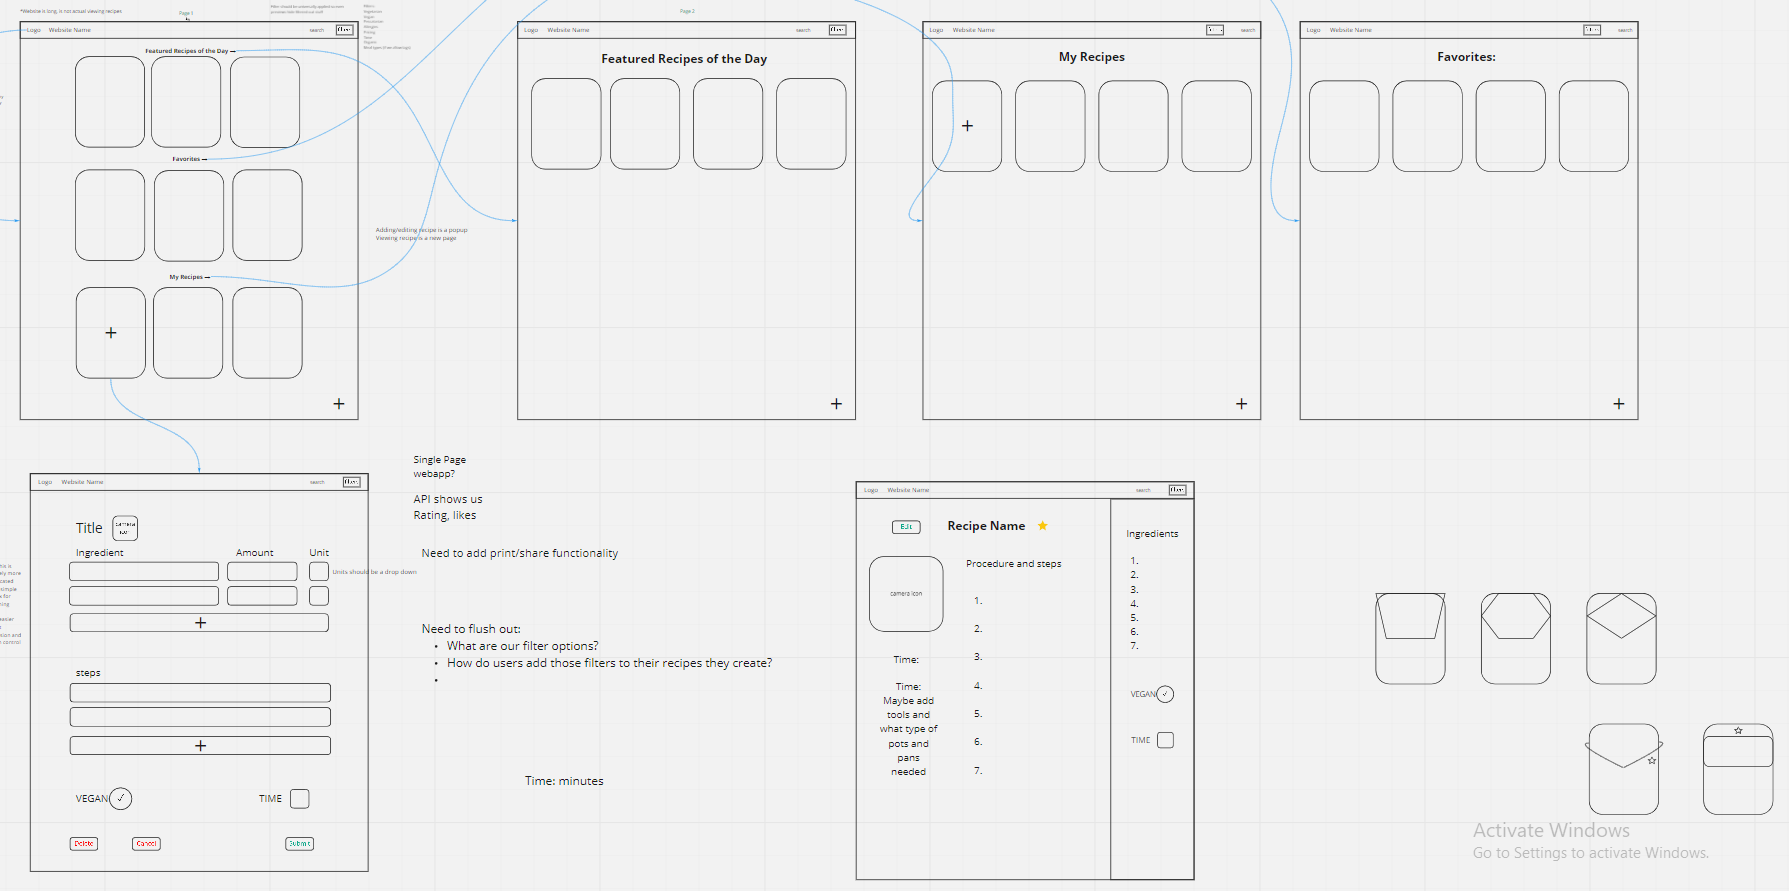 *Website is long, is not actual viewing recipes
Page 1
Page 2
Logo Website Name search
Featured Recipes of the Day
Favorites
My Recipes
+
+
Adding/editing recipe is a popup
Viewing recipe is a new page
Logo Website Name search
Featured Recipes of the Day
+
Logo Website Name search
My Recipes
+
+
Logo Website Name search
Favorites:
+
Logo Website Name search
Title
camera
icon
Ingredient Amount Unit
Units should be a drop down
+
steps
+
VEGAN ✓ TIME
Delete Cancel Submit
Single Page
webapp?
API shows us
Rating, likes
Need to add print/share functionality
Need to flush out:
• What are our filter options?
• How do users add those filters to their recipes they create?
•
Time: minutes
Logo Website Name search
Edit Recipe Name
camera icon
Procedure and steps
1.
2.
3.
4.
5.
6.
7.
Time:
Time:
Maybe add
tools and
what type of
pots and
pans
needed
Ingredients
1.
2.
3.
4.
5.
6.
7.
VEGAN ✓
TIME
Activate Windows
Go to Settings to activate Windows.